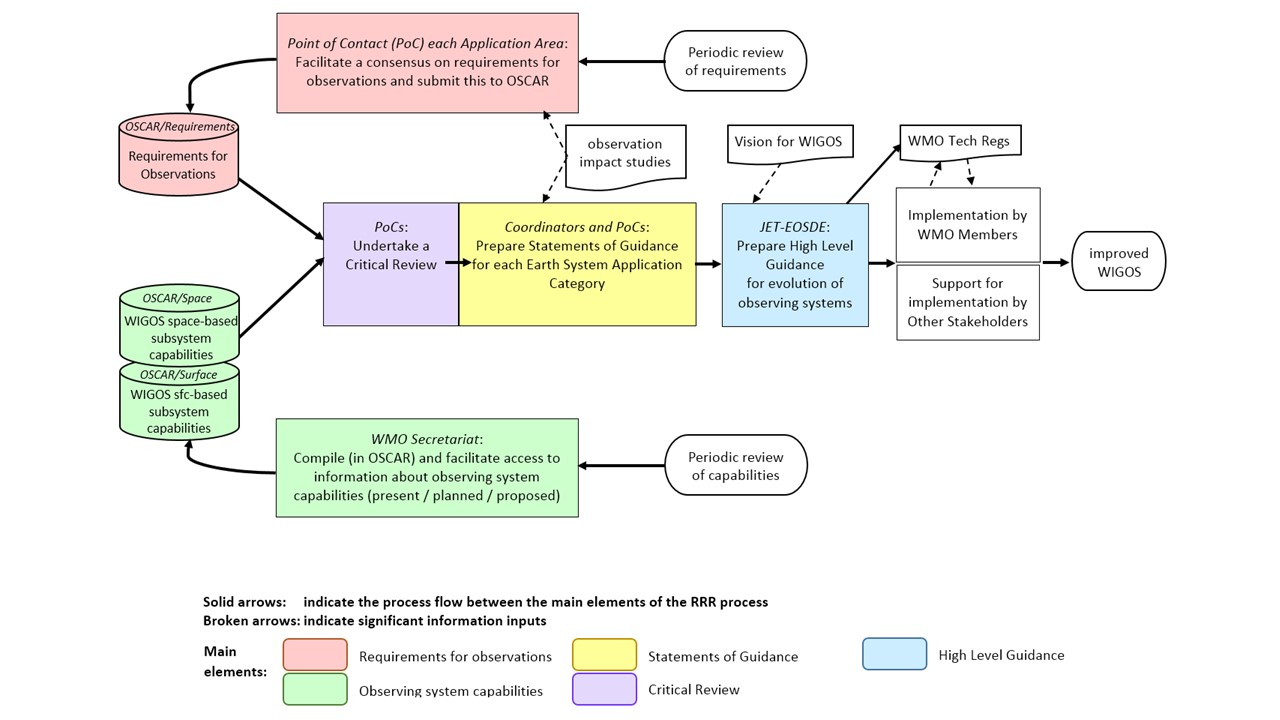 Point of Contact (PoC) each Application Area:
Facilitate a consensus on requirements for
observations and submit this to OSCAR
Periodic review
of requirements
OSCAR/Requirements
Requirements for
Observations
observation
impact studies
Vision for WIGOS
WMO Tech Regs
PoCs:
Undertake a
Critical Review
Coordinators and PoCs:
Prepare Statements of Guidance
for each Earth System Application
Category
JET-EOSDE:
Prepare High Level
Guidance
for evolution of
observing systems
Implementation by
WMO Members
Support for
implementation by
Other Stakeholders
improved
WIGOS
OSCAR/Space
WIGOS space-based
subsystem
capabilities
OSCAR/Surface
WIGOS sfc-based
subsystem
capabilities
WMO Secretariat:
Compile (in OSCAR) and facilitate access to
information about observing system
capabilities (present / planned / proposed)
Periodic review
of capabilities
Solid arrows: indicate the process flow between the main elements of the RRR process
Broken arrows: indicate significant information inputs
Main
elements:
Requirements for observations
Statements of Guidance
High Level Guidance
Observing system capabilities
Critical Review